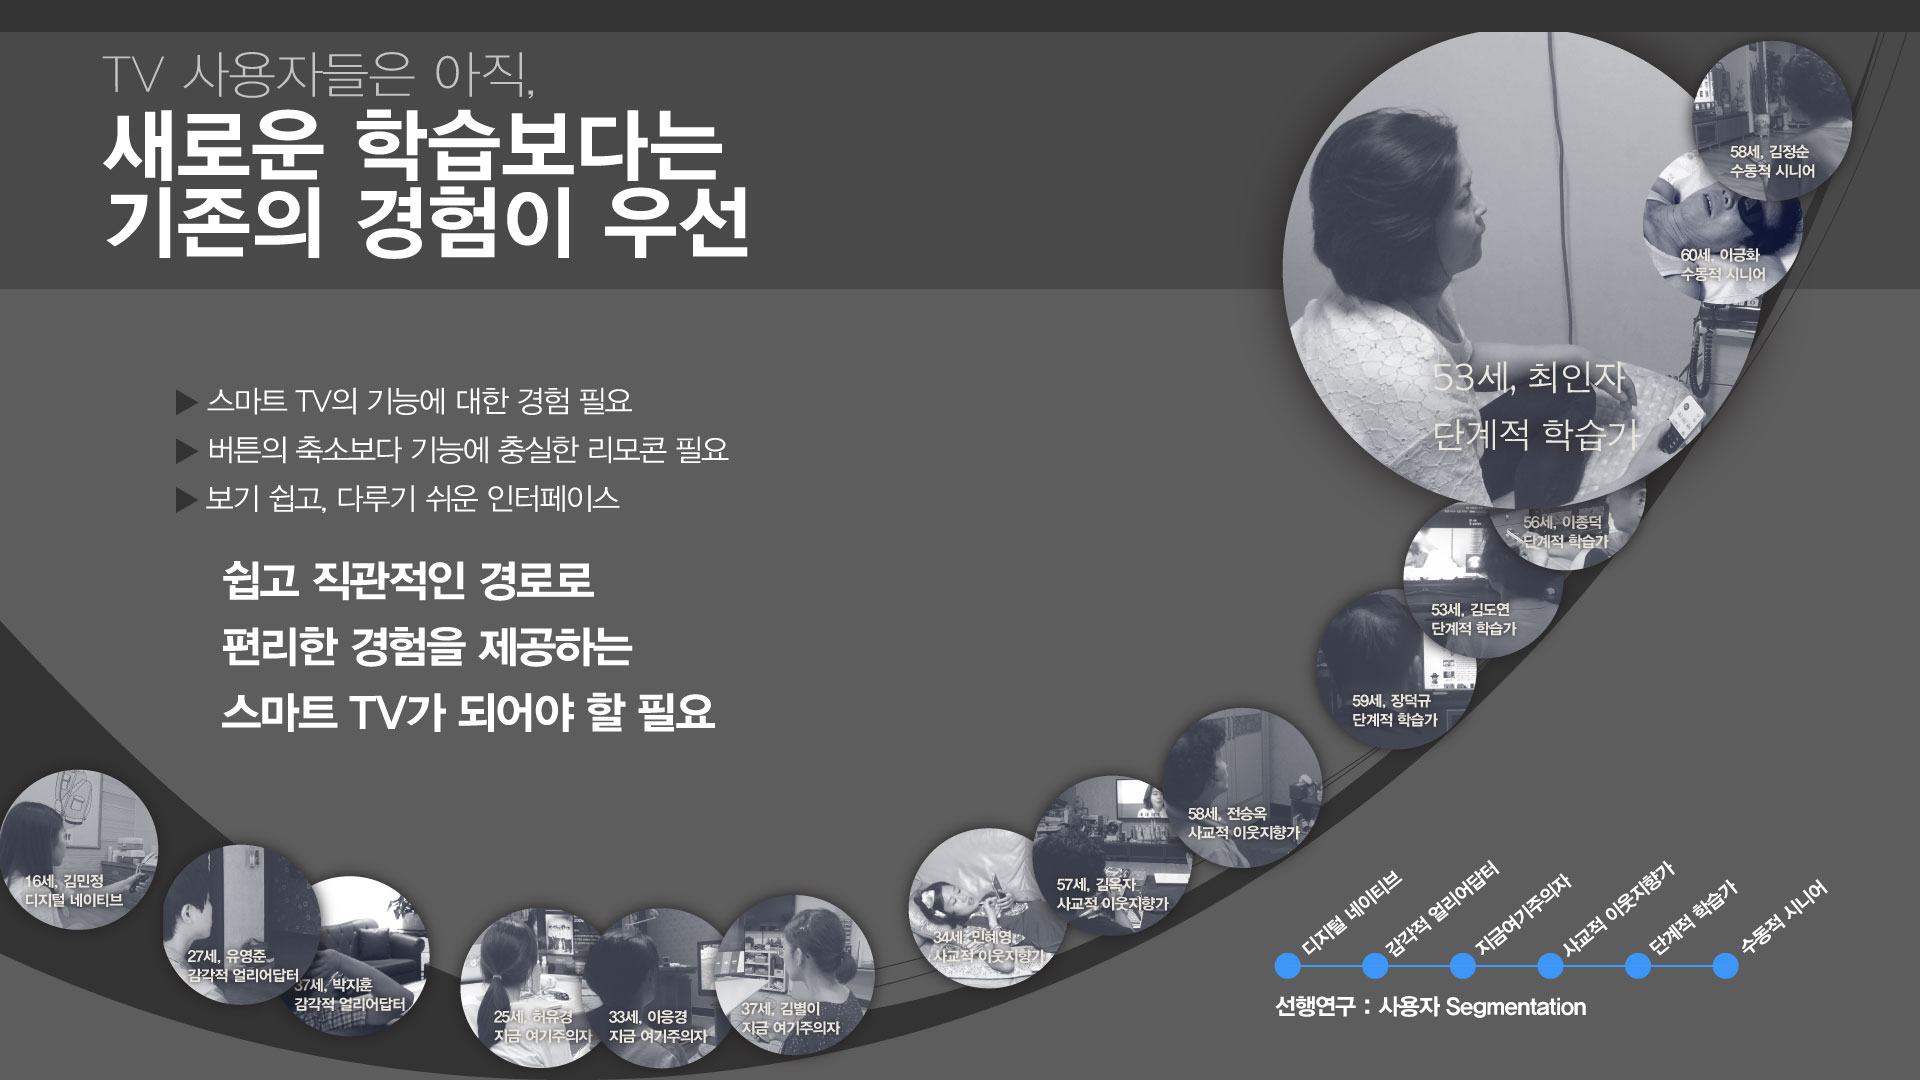 TV 사용자들은 아직,
새로운 학습보다는
기존의 경험이 우선
▶ 스마트 TV의 기능에 대한 경험 필요
▶ 버튼의 축소보다 기능에 충실한 리모콘 필요
▶ 보기 쉽고, 다루기 쉬운 인터페이스
쉽고 직관적인 경로로
편리한 경험을 제공하는
스마트 TV가 되어야 할 필요
16세, 김민정
디지털 네이티브
27세, 유영준
감각적 얼리어답터
37세, 박지훈
감각적 얼리어답터
25세, 허유경
지금 여기주의자
33세, 이응경
지금 여기주의자
37세, 김별이
지금 여기주의자
34세, 민혜영
사교적 이웃지향가
57세, 김옥자
사교적 이웃지향가
58세, 전승옥
사교적 이웃지향가
59세, 장덕규
단계적 학습가
53세, 김도연
단계적 학습가
56세, 이종덕
단계적 학습가
53세, 최인자
단계적 학습가
60세, 이긍화
수동적 시니어
58세, 김정순
수동적 시니어
디지털 네이티브
감각적 얼리어답터
지금여기주의자
사교적 이웃지향가
단계적 학습가
수동적 시니어
선행연구 : 사용자 Segmentation